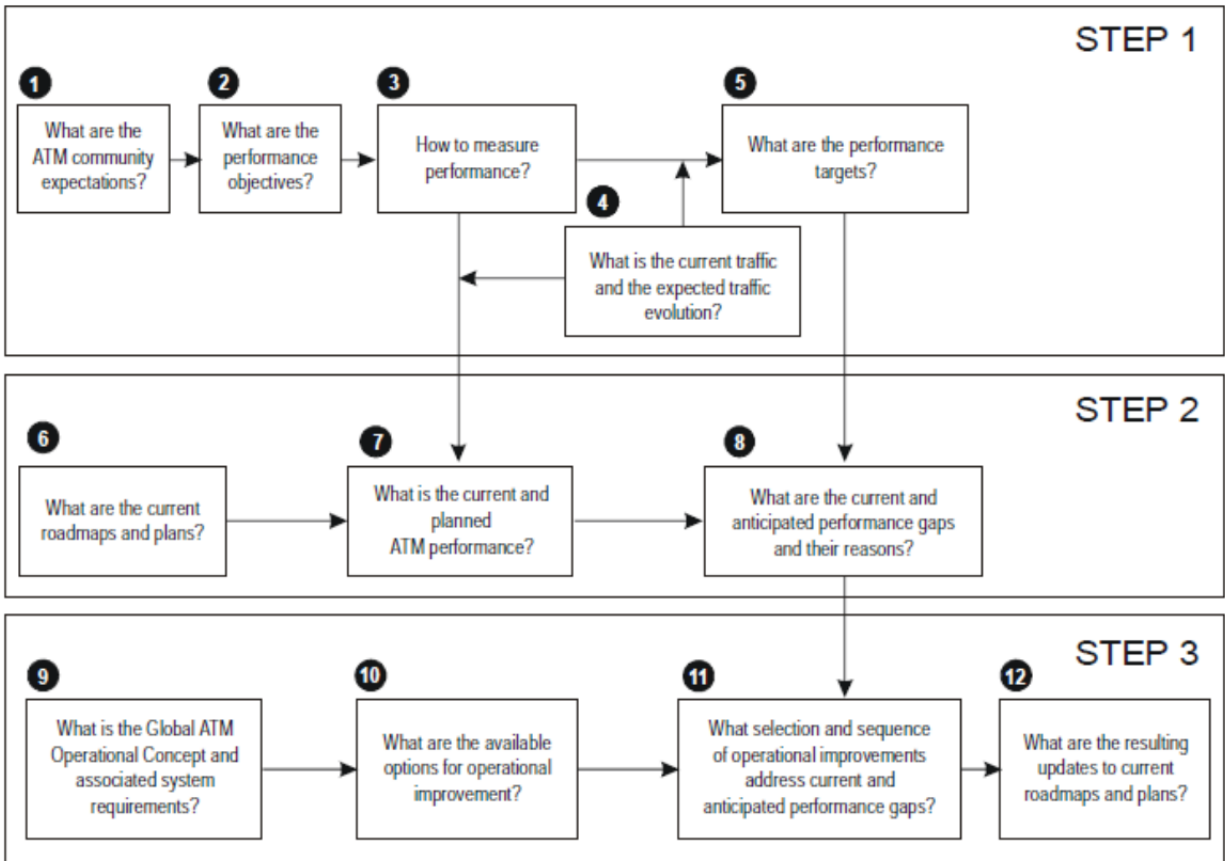 STEP 1
1
What are the
ATM community
expectations?
2
What are the
performance
objectives?
3
How to measure
performance?
4
What is the current traffic
and the expected traffic
evolution?
5
What are the performance
targets?
STEP 2
6
What are the current
roadmaps and plans?
7
What is the current and
planned
ATM performance?
8
What are the current and
anticipated performance gaps
and their reasons?
STEP 3
9
What is the Global ATM
Operational Concept and
associated system
requirements?
10
What are the available
options for operational
improvement?
11
What selection and sequence
of operational improvements
address current and
anticipated performance gaps?
12
What are the resulting
updates to current
roadmaps and plans?